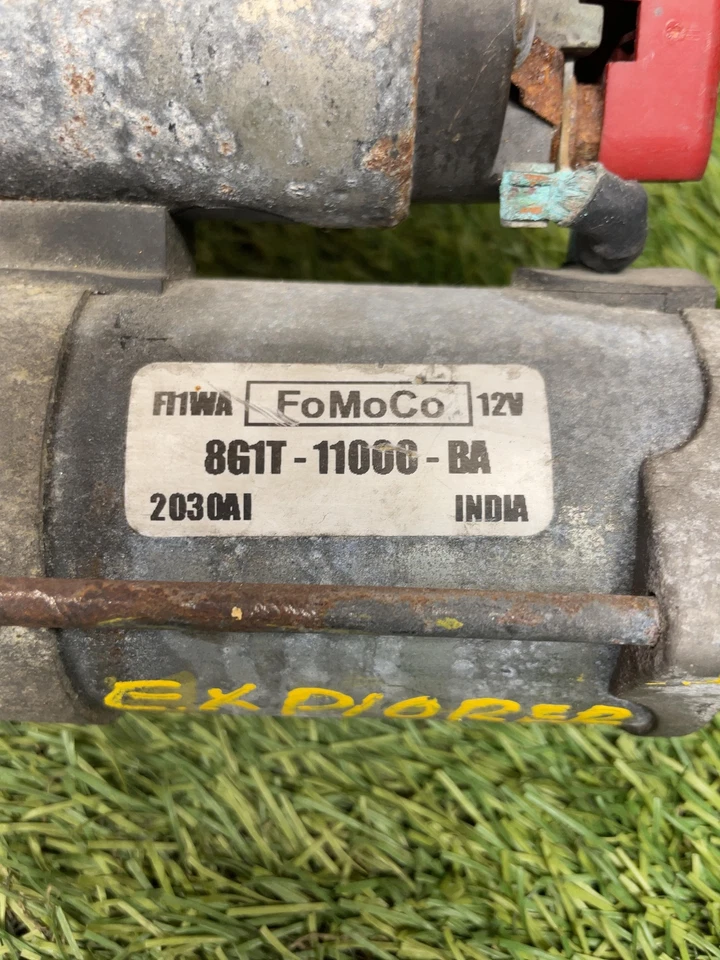 FI1WA FoMoCo 12V
8G1T - 11000 - BA
2030AI INDIA
EXPLORER